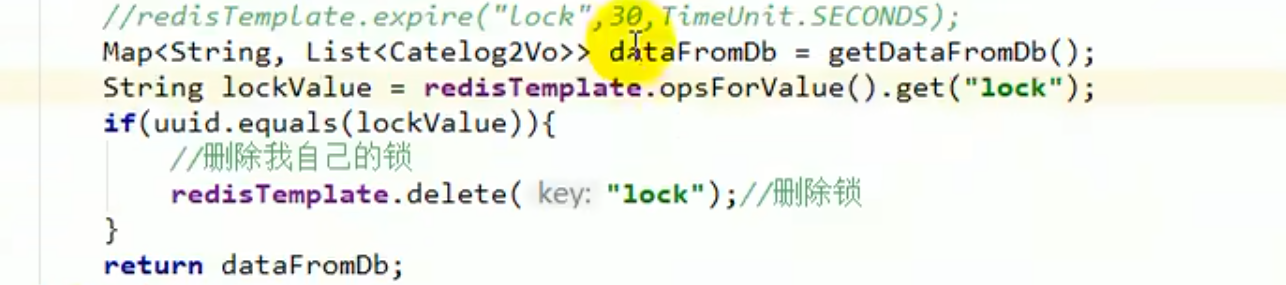 //redisTemplate.expire("lock",30,TimeUnit.SECONDS);
Map<String, List<Catelog2Vo>> dataFromDb = getDataFromDb();
String lockValue = redisTemplate.opsForValue().get("lock");
if(uuid.equals(lockValue)){
//删除我自己的锁
redisTemplate.delete( key: "lock");//删除锁
}
return dataFromDb;